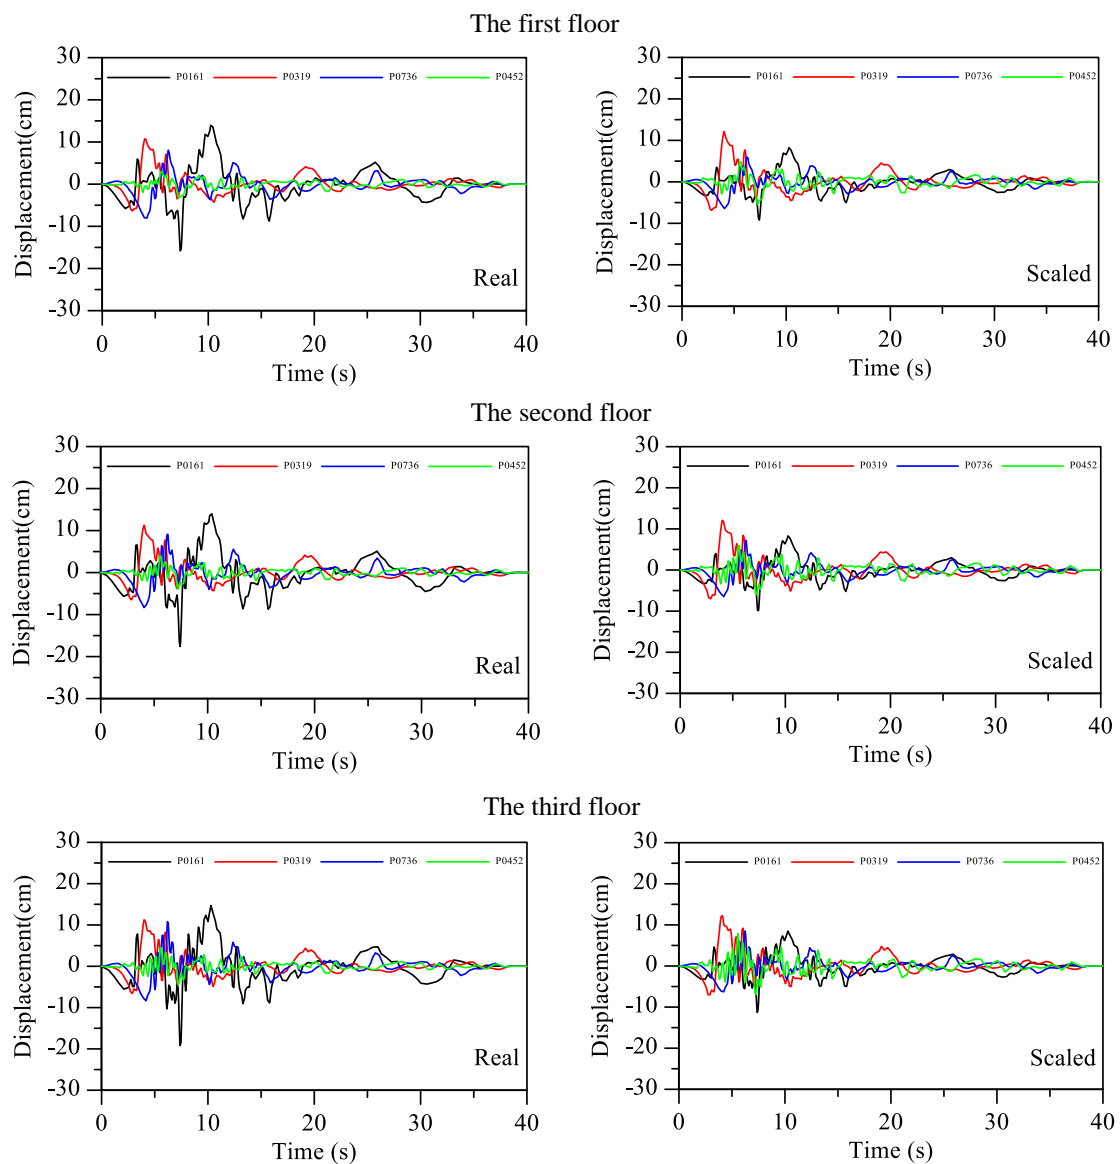 The first floor
30
20
10
0
-10
-20
-30
Displacement(cm)
P0161 P0319 P0736 P0452
Real
0 10 20 30 40
Time (s)
30
20
10
0
-10
-20
-30
Displacement(cm)
P0161 P0319 P0736 P0452
Scaled
0 10 20 30 40
Time (s)
The second floor
30
20
10
0
-10
-20
-30
Displacement(cm)
P0161 P0319 P0736 P0452
Real
0 10 20 30 40
Time (s)
30
20
10
0
-10
-20
-30
Displacement(cm)
P0161 P0319 P0736 P0452
Scaled
0 10 20 30 40
Time (s)
The third floor
30
20
10
0
-10
-20
-30
Displacement(cm)
P0161 P0319 P0736 P0452
Real
0 10 20 30 40
Time (s)
30
20
10
0
-10
-20
-30
Displacement(cm)
P0161 P0319 P0736 P0452
Scaled
0 10 20 30 40
Time (s)